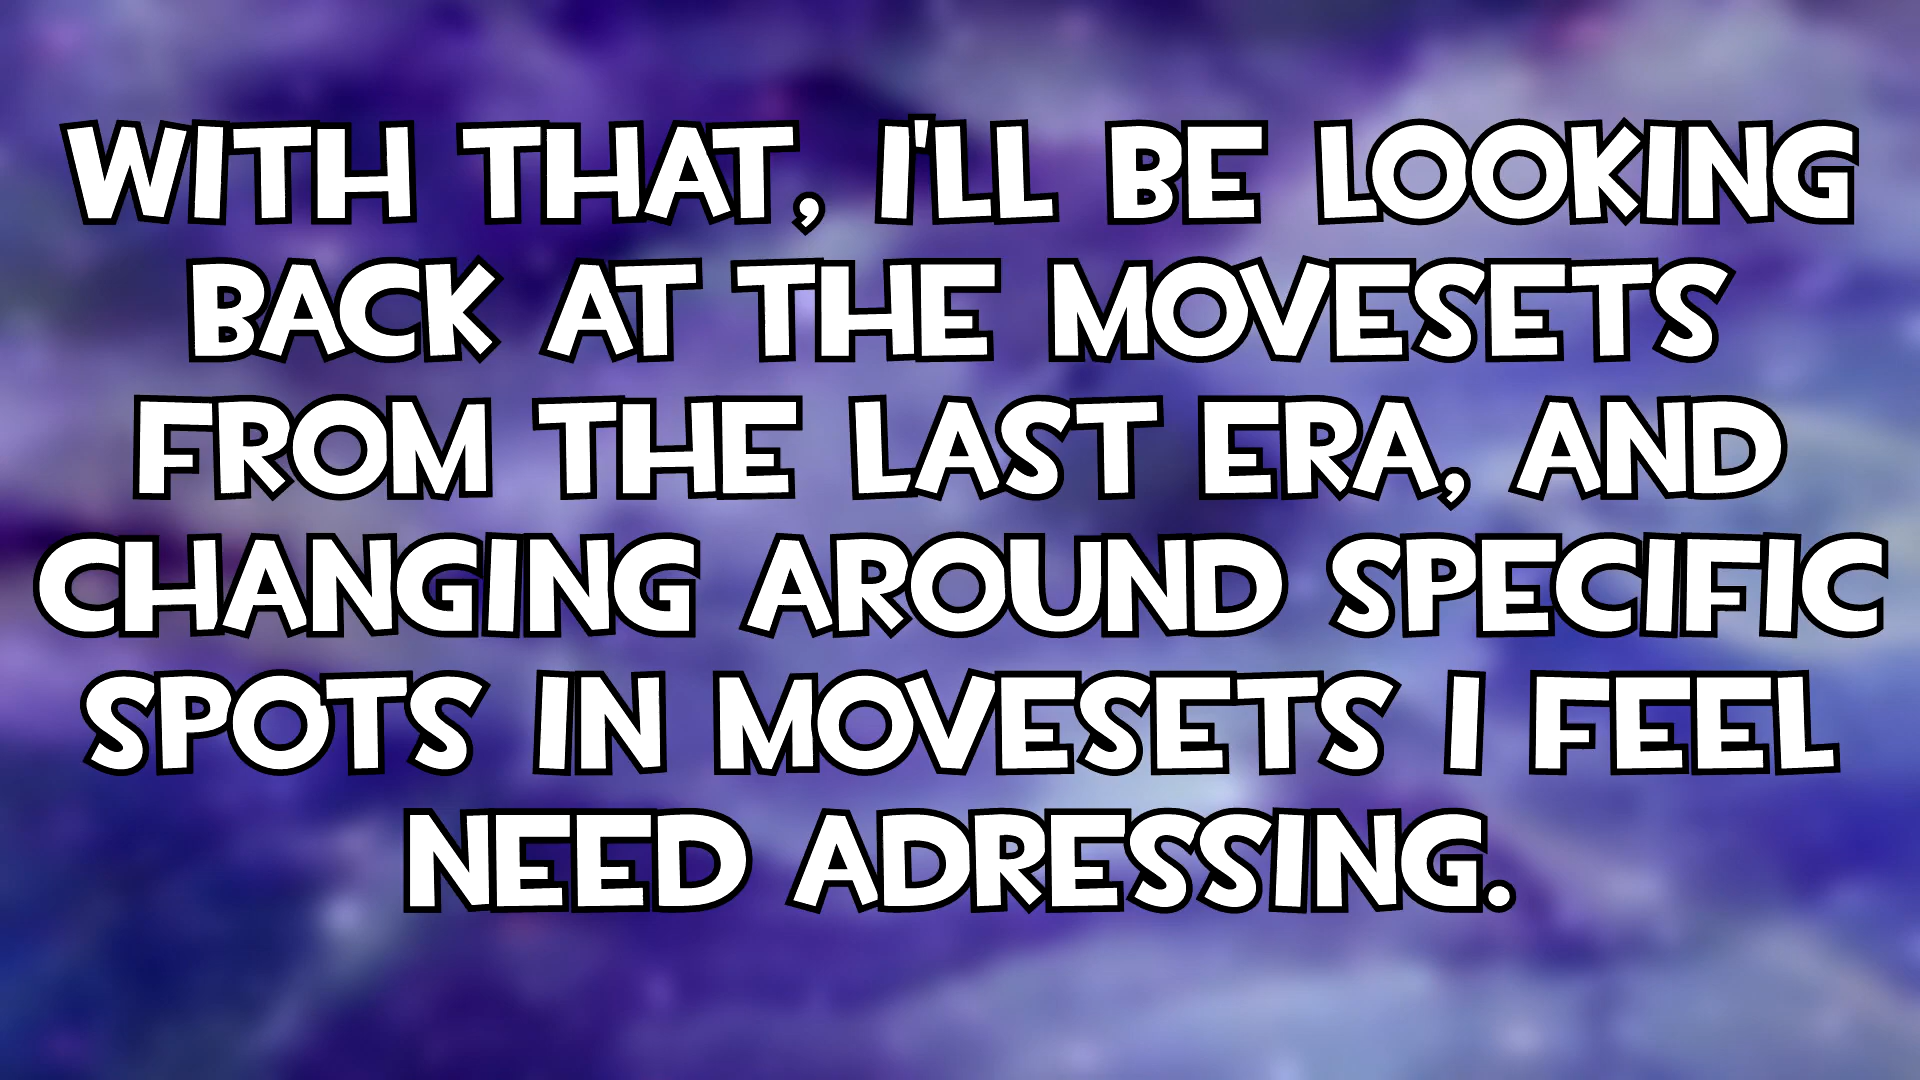 WITH THAT, I'LL BE LOOKING
BACK AT THE MOVESETS
FROM THE LAST ERA, AND
CHANGING AROUND SPECIFIC
SPOTS IN MOVESETS I FEEL
NEED ADRESSING.